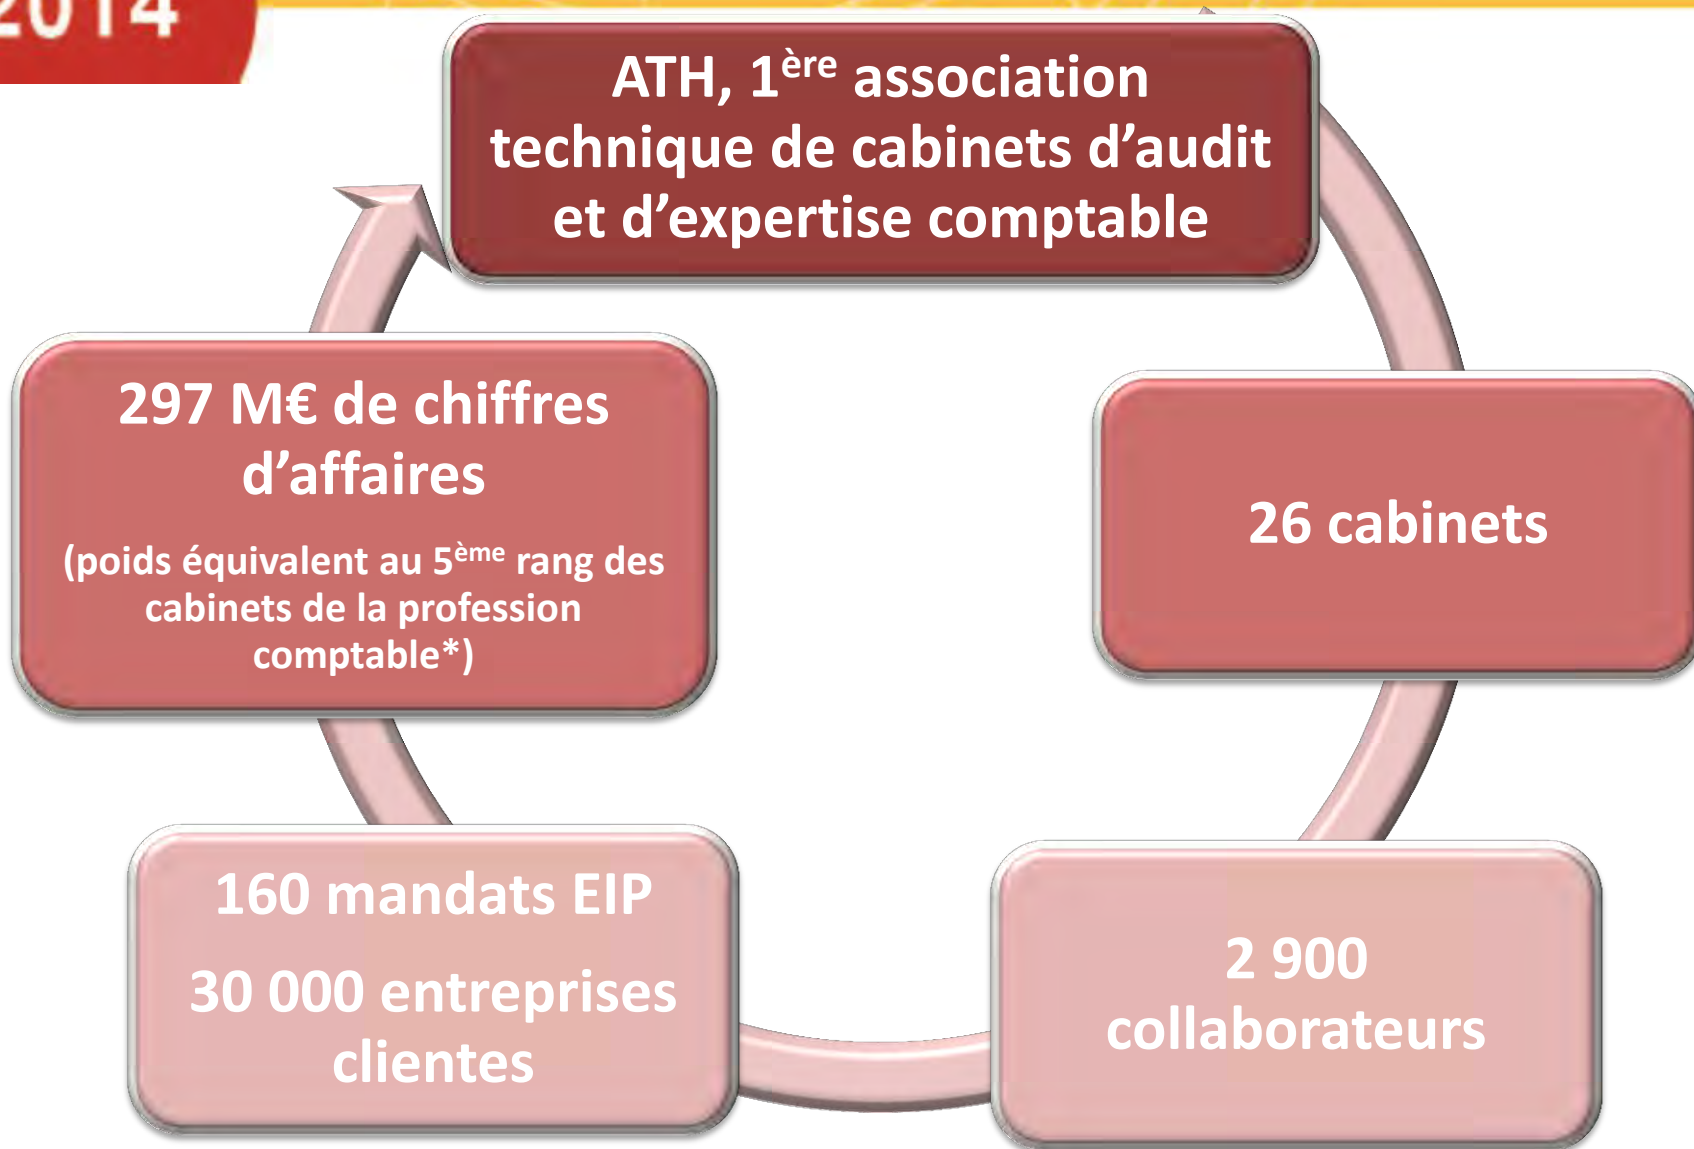 2014
ATH, 1ère association
technique de cabinets d’audit
et d’expertise comptable
297 M€ de chiffres
d’affaires
(poids équivalent au 5ème rang des
cabinets de la profession
comptable*)
26 cabinets
160 mandats EIP
30 000 entreprises
clientes
2 900
collaborateurs